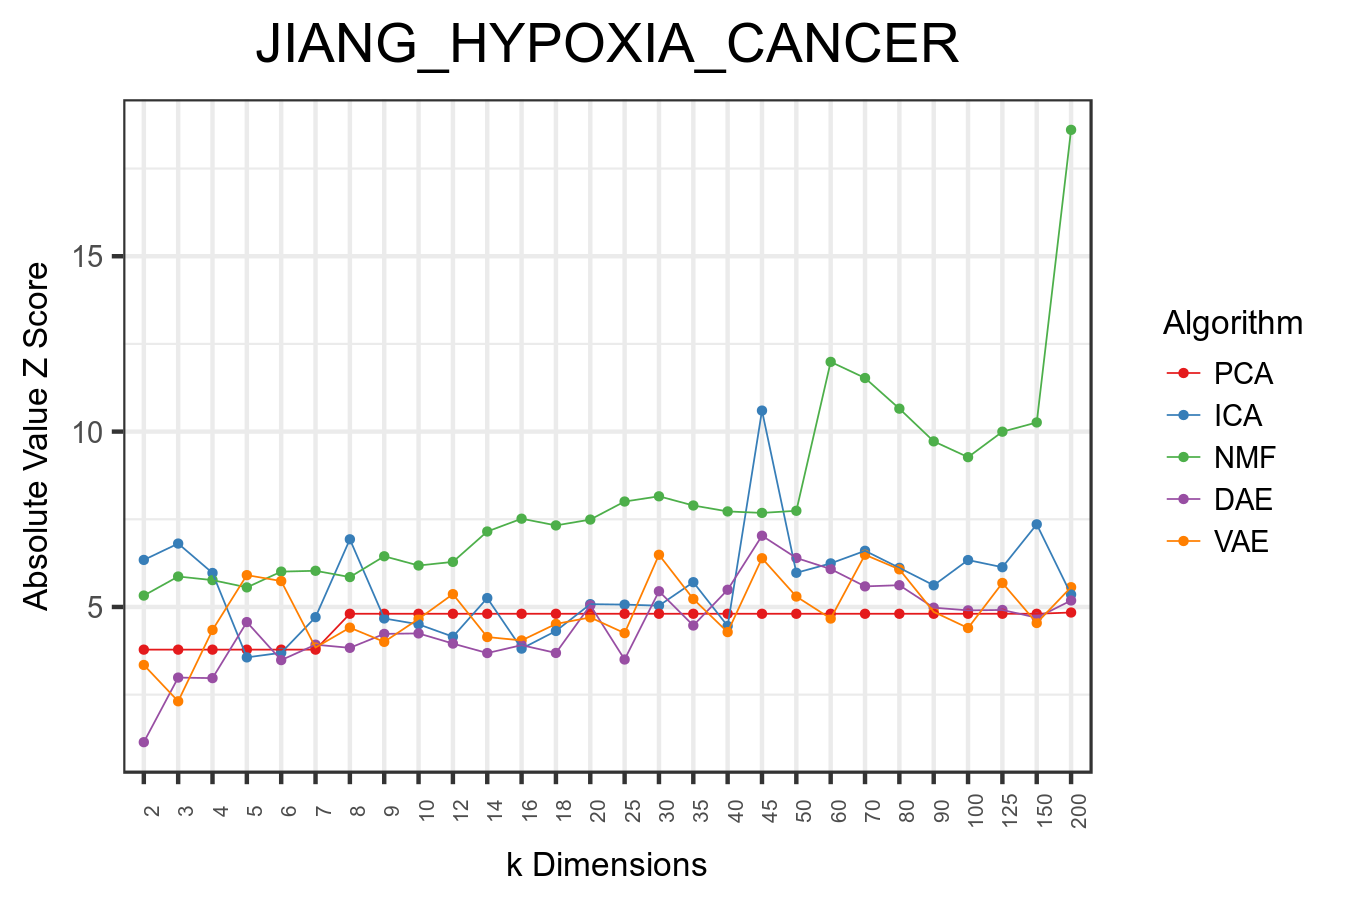 JIANG_HYPOXIA_CANCER
Absolute Value Z Score
15
10
5
2 3 4 5 6 7 8 9 10 12 14 16 18 20 25 30 35 40 45 50 60 70 80 90 100 125 150 200
k Dimensions
Algorithm
PCA
ICA
NMF
DAE
VAE